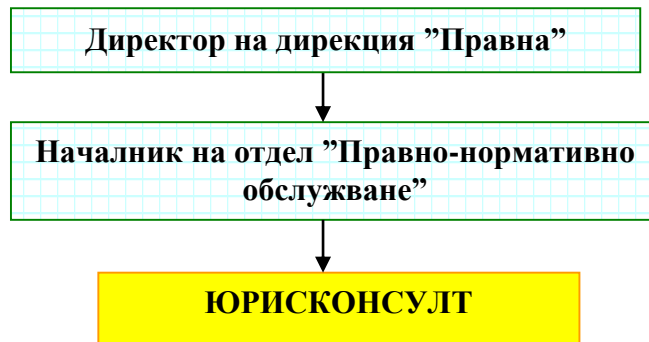 Директор на дирекция ”Правна”
Началник на отдел ”Правно-нормативно
обслужване”
ЮРИСКОНСУЛТ